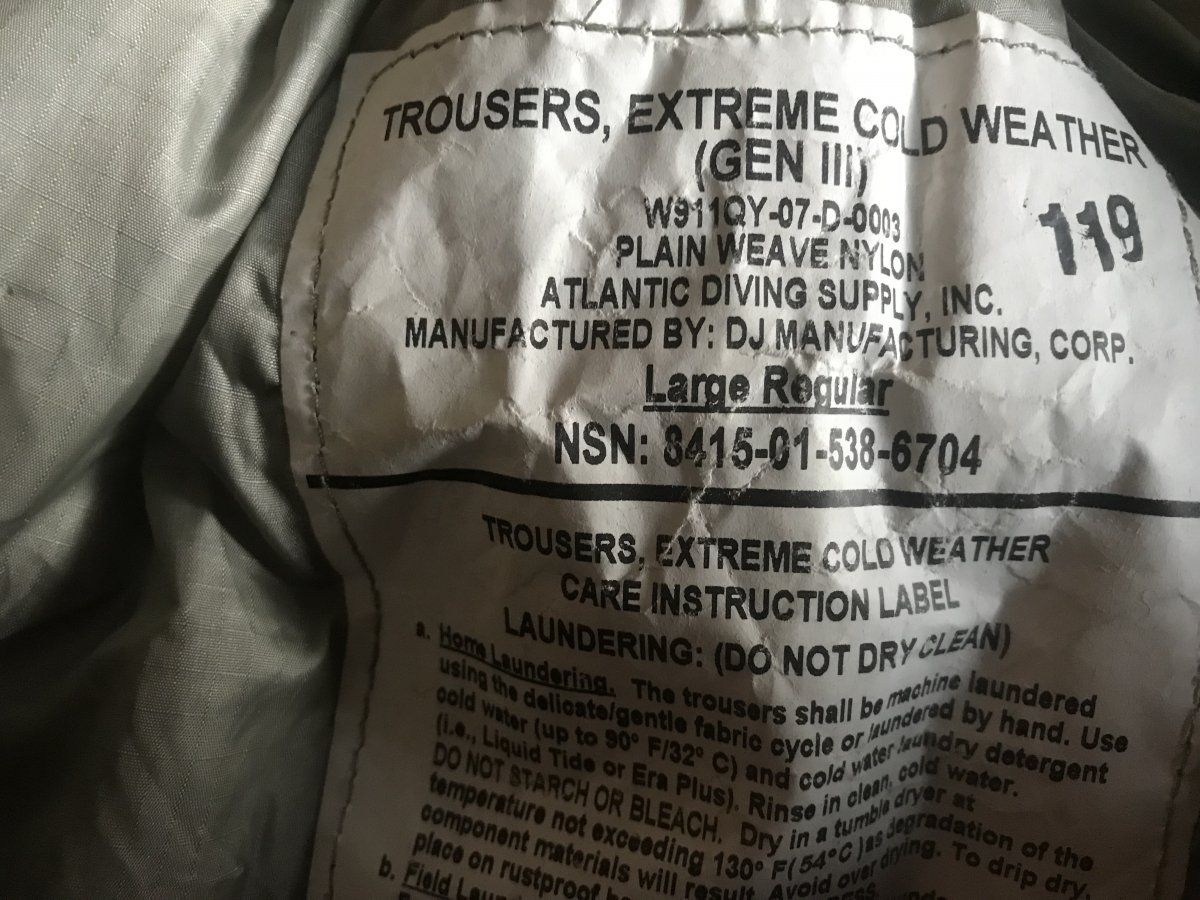 TROUSERS, EXTREME COLD WEATHER
(GEN III)
W911QY-07-D-0003
119
PLAIN WEAVE NYLON
ATLANTIC DIVING SUPPLY, INC.
MANUFACTURED BY: DJ MANUFACTURING, CORP.
Large Regular
NSN: 8415-01-538-6704
TROUSERS, EXTREME COLD WEATHER
CARE INSTRUCTION LABEL
LAUNDERING: (DO NOT DRY CLEAN)
a. Home Laundering. The trousers shall be machine laundered
using the delicate/gentle fabric cycle or laundered by hand. Use
cold water (up to 90° F/32° C) and cold water laundry detergent
(i.e., Liquid Tide or Era Plus). Rinse in clean, cold water.
DO NOT STARCH OR BLEACH. Dry in a tumble dryer at
temperature not exceeding 130° F(54°C) as degradation of the
component materials will result. Avoid over drying. To drip dry,
place on rustproof
b. Field